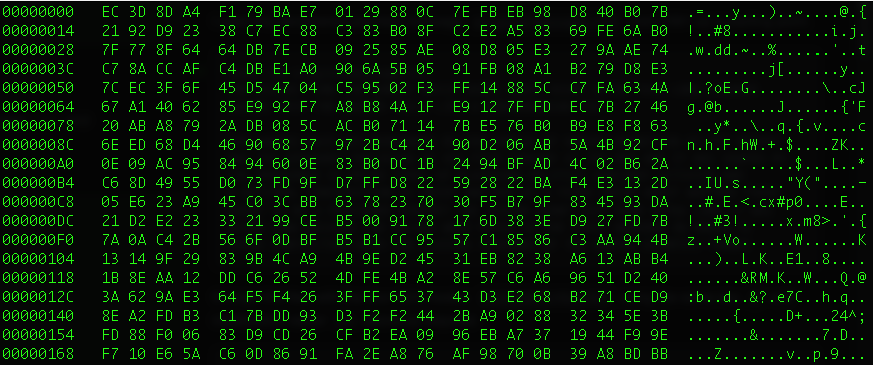 00000000 EC 3D 8D A4 F1 79 BA E7 01 29 88 0C 7E FB EB 98 D8 40 B0 7B .=...y...)..~....@.{
00000014 21 92 D9 23 38 C7 EC 88 C3 83 B0 8F C2 E2 A5 83 69 FE 6A B0 !..#8...........i.j.
00000028 7F 77 8F 64 64 DB 7E CB 09 25 85 AE 08 D8 05 E3 27 9A AE 74 .w.dd.~..%......'..t
0000003C C7 8A CC AF C4 DB E1 A0 90 6A 5B 05 91 FB 08 A1 B2 79 D8 E3 .........j[......y..
00000050 7C EC 3F 6F 45 D5 47 04 C5 95 02 F3 FF 14 88 5C C7 FA 63 4A |.?oE.G........\..cJ
00000064 67 A1 40 62 85 E9 92 F7 A8 B8 4A 1F E9 12 7F FD EC 7B 27 46 g.@b......J......{'F
00000078 20 AB A8 79 2A DB 08 5C AC B0 71 14 7B E5 76 B0 B9 E8 F8 63 ..y*..\..q.{.v....c
0000008C 6E ED 68 D4 46 90 68 57 97 2B C4 24 90 D2 06 AB 5A 4B 92 CF n.h.F.hW.+.$....ZK..
000000A0 0E 09 AC 95 84 94 60 0E 83 B0 DC 1B 24 94 BF AD 4C 02 B6 2A ......`.....$...L..*
000000B4 C6 8D 49 55 D0 73 FD 9F D7 FF D8 22 59 28 22 BA F4 E3 13 2D ..IU.s....."Y("....-
000000C8 05 E6 23 A9 45 C0 3C BB 63 78 23 70 30 F5 B7 9F 83 45 93 DA ..#.E.<.cx#p0....E..
000000DC 21 D2 E2 23 33 21 99 CE B5 00 91 78 17 6D 38 3E D9 27 FD 7B !..#3!.....x.m8>.'.{
000000F0 7A 0A C4 2B 56 6F 0D BF B5 B1 CC 95 57 C1 85 86 C3 AA 94 4B z..+Vo......W......K
00000104 13 14 9F 29 83 9B 4C A9 4B 9E D2 45 31 EB 82 38 A6 13 AB B4 ...)..L.K..E1..8....
00000118 1B 8E AA 12 DD C6 26 52 4D FE 4B A2 8E 57 C6 A6 96 51 D2 40 ......&RM.K..W...Q.@
0000012C 3A 62 9A E3 64 F5 F4 26 3F FF 65 37 43 D3 E2 68 B2 71 CE D9 :b..d..&?.e7C..h.q..
00000140 8E A2 FD B3 C1 7B DD 93 D3 F2 F2 44 2B A9 02 88 32 34 5E 3B .....{.....D+...24^;
00000154 FD 88 F0 06 83 D9 CD 26 CF B2 EA 09 96 EB A7 37 19 44 F9 9E .......&.......7.D..
00000168 F7 10 E6 5A C6 0D 86 91 FA 2E A8 76 AF 98 70 0B 39 A8 BD BB ...Z.......v..p.9...